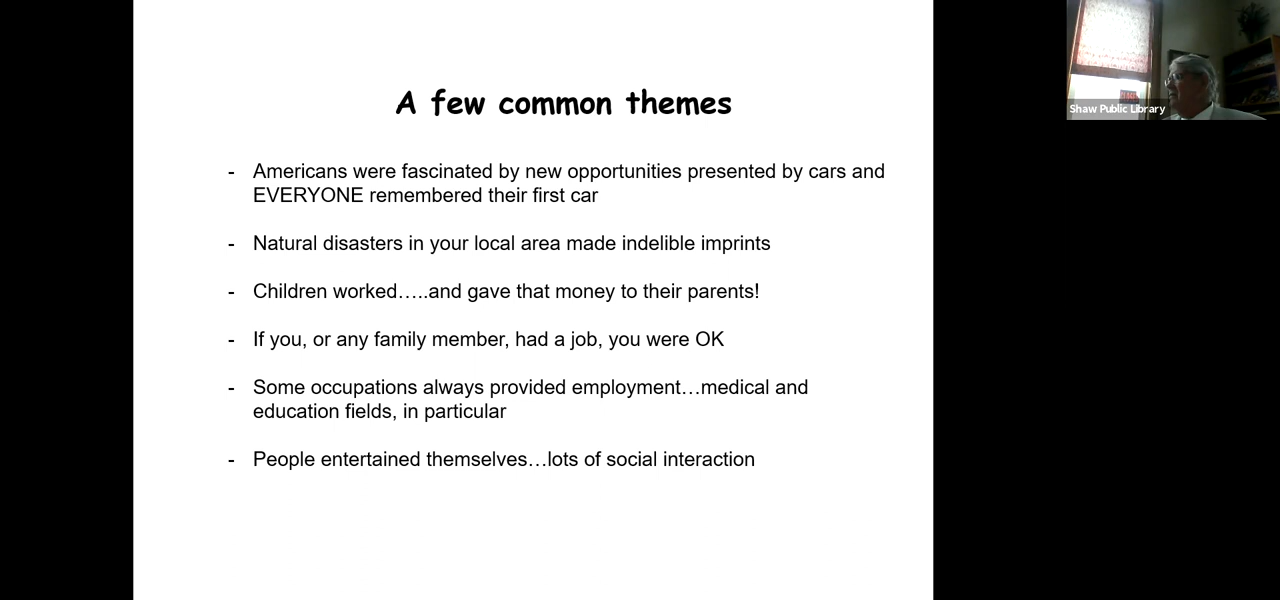 A few common themes
- Americans were fascinated by new opportunities presented by cars and
EVERYONE remembered their first car
- Natural disasters in your local area made indelible imprints
- Children worked…..and gave that money to their parents!
- If you, or any family member, had a job, you were OK
- Some occupations always provided employment…medical and
education fields, in particular
- People entertained themselves…lots of social interaction
Shaw Public Library